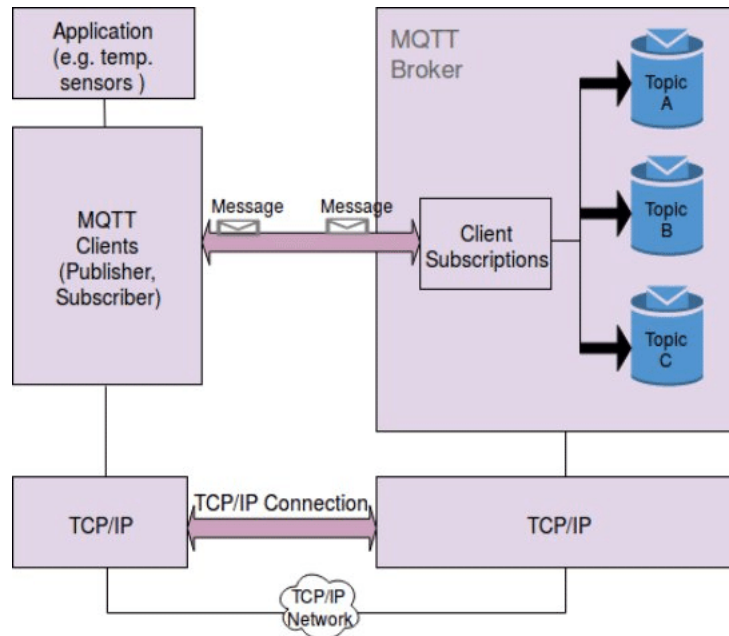 Application
(e.g. temp.
sensors )
MQTT
Broker
Topic
A
Message
Message
MQTT
Clients
(Publisher,
Subscriber)
Client
Subscriptions
Topic
B
Topic
C
TCP/IP Connection
TCP/IP
TCP/IP
TCP/IP
Network